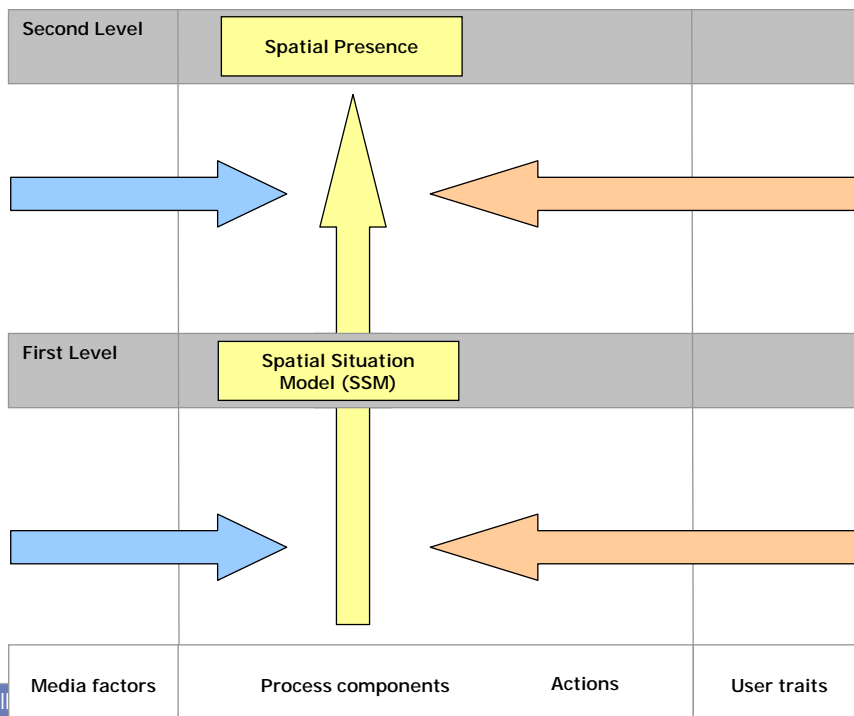 Second Level
Spatial Presence
First Level
Spatial Situation
Model (SSM)
Media factors
Process components
Actions
User traits